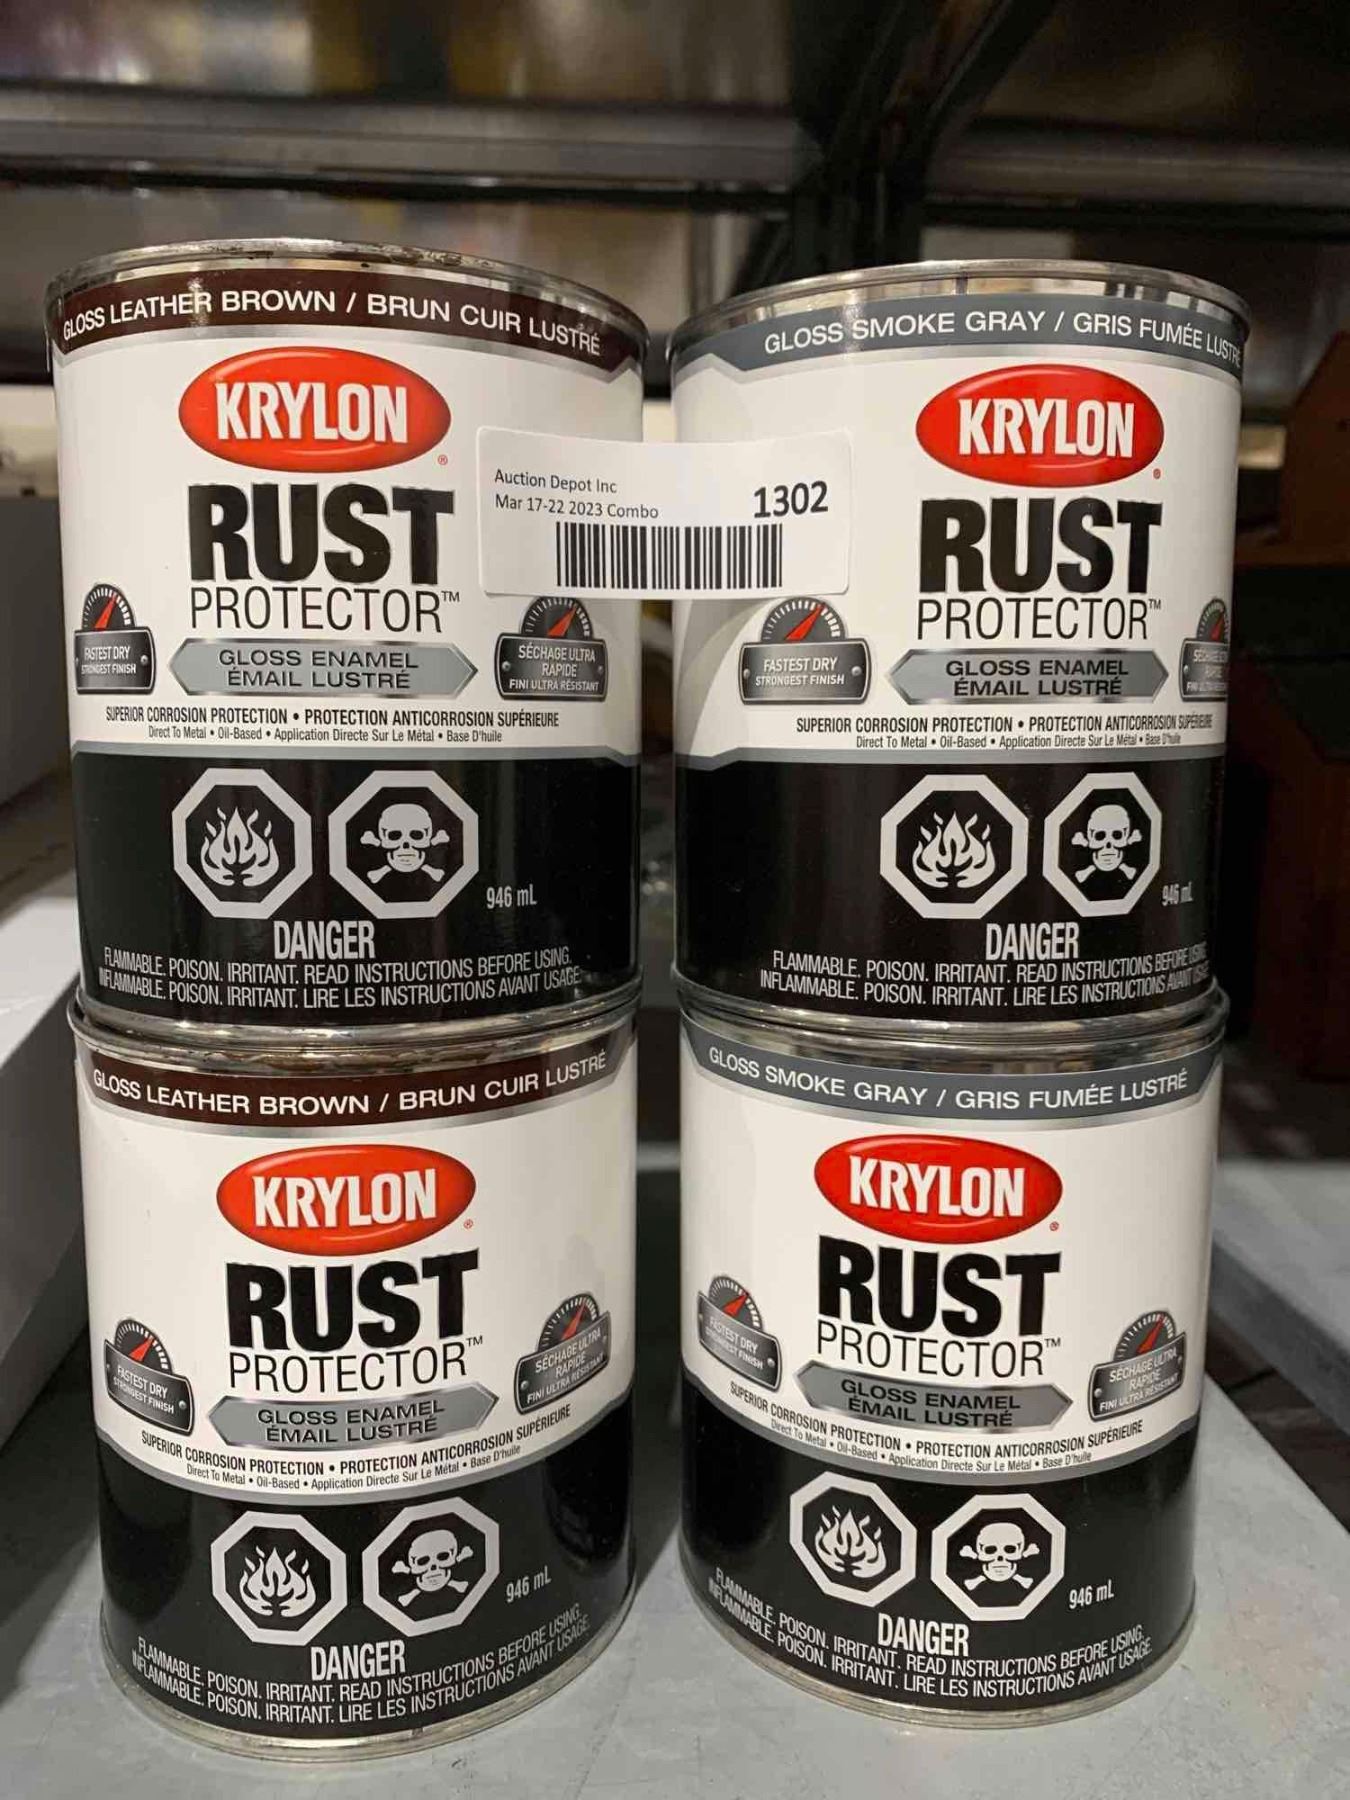 GLOSS LEATHER BROWN / BRUN CUIR LUSTRÉ
KRYLON®
RUST
PROTECTOR™
FASTEST DRY
STRONGEST FINISH
GLOSS ENAMEL
ÉMAIL LUSTRÉ
SÉCHAGE ULTRA
RAPIDE
FINI ULTRA RÉSISTANT
SUPERIOR CORROSION PROTECTION • PROTECTION ANTICORROSION SUPÉRIEURE
Direct To Metal • Oil-Based • Application Directe Sur Le Métal • Base D'huile
946 mL
DANGER
FLAMMABLE. POISON. IRRITANT. READ INSTRUCTIONS BEFORE USING.
INFLAMMABLE. POISON. IRRITANT. LIRE LES INSTRUCTIONS AVANT USAGE.
Auction Depot Inc
Mar 17-22 2023 Combo
1302
GLOSS SMOKE GRAY / GRIS FUMÉE LUSTRÉ
KRYLON®
RUST
PROTECTOR™
FASTEST DRY
STRONGEST FINISH
GLOSS ENAMEL
ÉMAIL LUSTRÉ
SUPERIOR CORROSION PROTECTION • PROTECTION ANTICORROSION SUPÉRIEURE
Direct To Metal • Oil-Based • Application Directe Sur Le Métal • Base D'huile
946 mL
DANGER
FLAMMABLE. POISON. IRRITANT. READ INSTRUCTIONS BEFORE USING.
INFLAMMABLE. POISON. IRRITANT. LIRE LES INSTRUCTIONS AVANT USAGE.
GLOSS LEATHER BROWN / BRUN CUIR LUSTRÉ
KRYLON®
RUST
PROTECTOR™
FASTEST DRY
STRONGEST FINISH
GLOSS ENAMEL
ÉMAIL LUSTRÉ
SÉCHAGE ULTRA
RAPIDE
FINI ULTRA RÉSISTANT
SUPERIOR CORROSION PROTECTION • PROTECTION ANTICORROSION SUPÉRIEURE
Direct To Metal • Oil-Based • Application Directe Sur Le Métal • Base D'huile
946 mL
DANGER
FLAMMABLE. POISON. IRRITANT. READ INSTRUCTIONS BEFORE USING.
INFLAMMABLE. POISON. IRRITANT. LIRE LES INSTRUCTIONS AVANT USAGE.
GLOSS SMOKE GRAY / GRIS FUMÉE LUSTRÉ
KRYLON®
RUST
PROTECTOR™
FASTEST DRY
STRONGEST FINISH
GLOSS ENAMEL
ÉMAIL LUSTRÉ
SÉCHAGE ULTRA
RAPIDE
FINI ULTRA RÉSISTANT
SUPERIOR CORROSION PROTECTION • PROTECTION ANTICORROSION SUPÉRIEURE
Direct To Metal • Oil-Based • Application Directe Sur Le Métal • Base D'huile
946 mL
DANGER
FLAMMABLE. POISON. IRRITANT. READ INSTRUCTIONS BEFORE USING.
INFLAMMABLE. POISON. IRRITANT. LIRE LES INSTRUCTIONS AVANT USAGE.